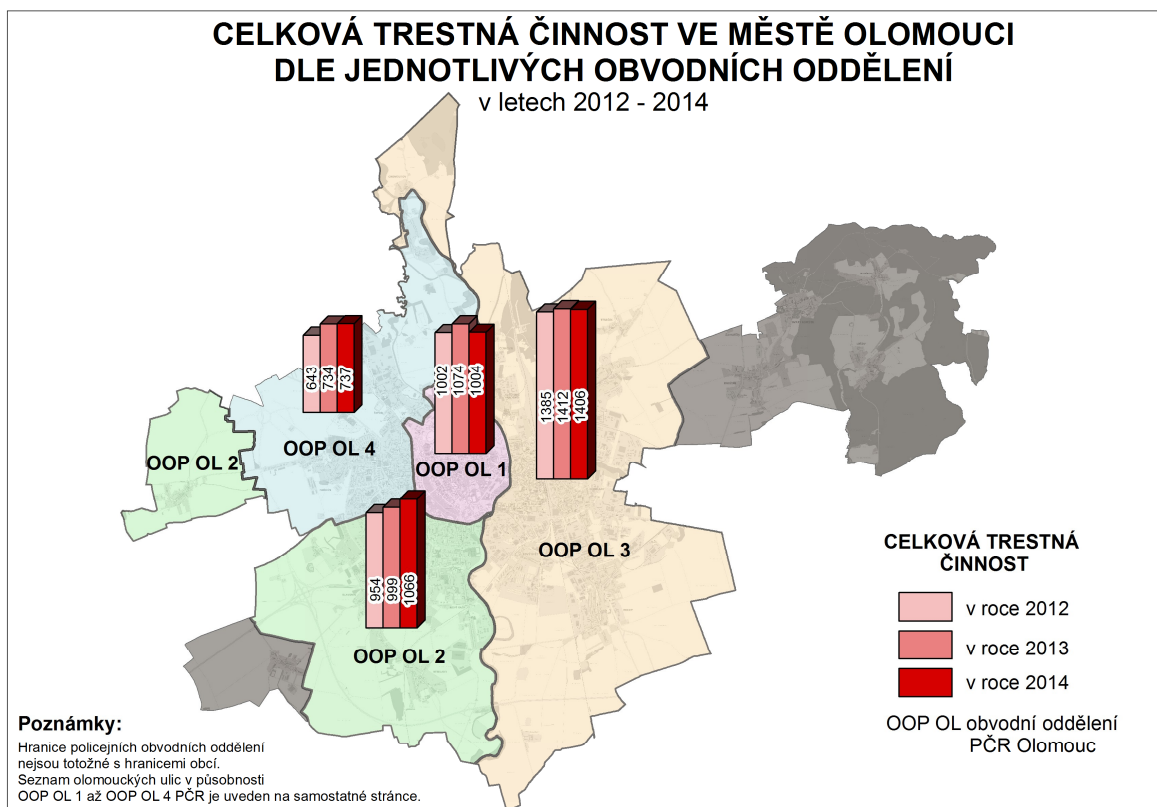 CELKOVÁ TRESTNÁ ČINNOST VE MĚSTĚ OLOMOUCI
DLE JEDNOTLIVÝCH OBVODNÍCH ODDĚLENÍ
v letech 2012 - 2014
643
734
737
1002
1074
1004
1385
1412
1406
OOP OL 4
OOP OL 2
OOP OL 1
954
999
1066
OOP OL 3
OOP OL 2
CELKOVÁ TRESTNÁ
ČINNOST
v roce 2012
v roce 2013
v roce 2014
OOP OL obvodní oddělení
PČR Olomouc
Poznámky:
Hranice policejních obvodních oddělení
nejsou totožné s hranicemi obcí.
Seznam olomouckých ulic v působnosti
OOP OL 1 až OOP OL 4 PČR je uveden na samostatné stránce.